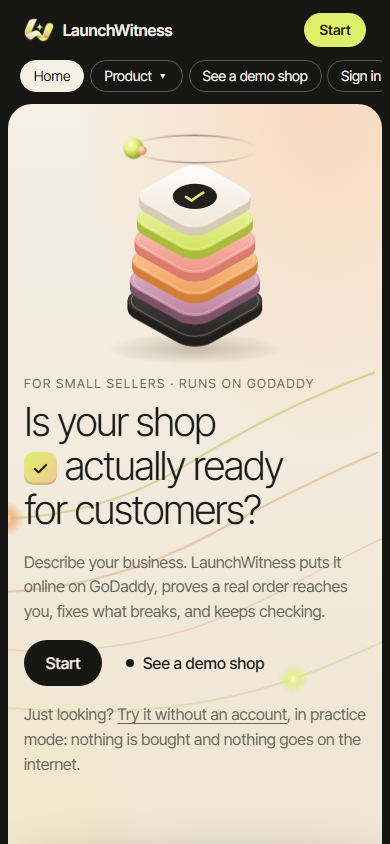 LaunchWitness
Start
Home
Product
See a demo shop
Sign in
FOR SMALL SELLERS · RUNS ON GODADDY
Is your shop
actually ready
for customers?
Describe your business. LaunchWitness puts it
online on GoDaddy, proves a real order reaches
you, fixes what breaks, and keeps checking.
Start
See a demo shop
Just looking? Try it without an account, in practice
mode: nothing is bought and nothing goes on the
internet.